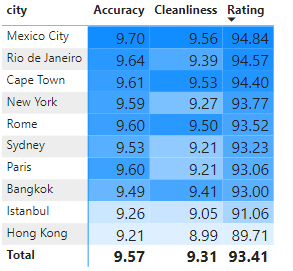 city Accuracy Cleanliness Rating
Mexico City 9.70 9.56 94.84
Rio de Janeiro 9.64 9.39 94.57
Cape Town 9.61 9.53 94.40
New York 9.59 9.27 93.77
Rome 9.60 9.50 93.52
Sydney 9.53 9.21 93.23
Paris 9.60 9.21 93.06
Bangkok 9.49 9.41 93.00
Istanbul 9.26 9.05 91.06
Hong Kong 9.21 8.99 89.71
Total 9.57 9.31 93.41